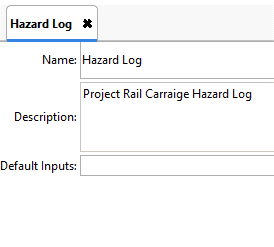 Hazard Log ✖
Name: Hazard Log
Description: Project Rail Carraige Hazard Log
Default Inputs: